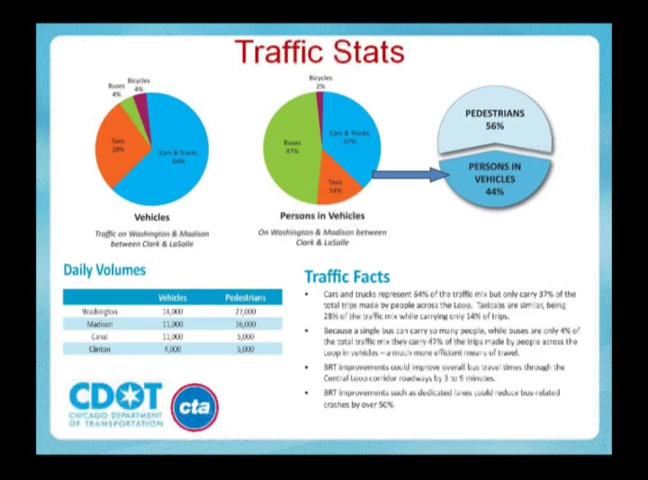 Traffic Stats
Bicycles
4%
Buses
4%
Taxis
28%
Cars & Trucks
64%
Vehicles
Traffic on Washington & Madison
between Clark & LaSalle
Bicycles
2%
Buses
47%
Cars & Trucks
37%
Taxis
14%
Persons in Vehicles
On Washington & Madison between
Clark & LaSalle
PEDESTRIANS
56%
PERSONS IN
VEHICLES
44%
Daily Volumes
Vehicles Pedestrians
Washington 14,000 27,000
Madison 11,000 16,000
Canal 11,000 5,000
Clinton 4,000 5,000
CDOT
CHICAGO DEPARTMENT
OF TRANSPORTATION
cta
Traffic Facts
• Cars and trucks represent 64% of the traffic mix but only carry 37% of the
total trips made by people across the Loop. Taxicabs are similar, being
28% of the traffic mix while carrying only 14% of trips.
• Because a single bus can carry so many people, while buses are only 4% of
the total traffic mix they carry 47% of the trips made by people across the
Loop in vehicles – a much more efficient means of travel.
• BRT improvements could improve overall bus travel times through the
Central Loop corridor roadways by 3 to 9 minutes.
• BRT improvements such as dedicated lanes could reduce bus-related
crashes by over 50%.